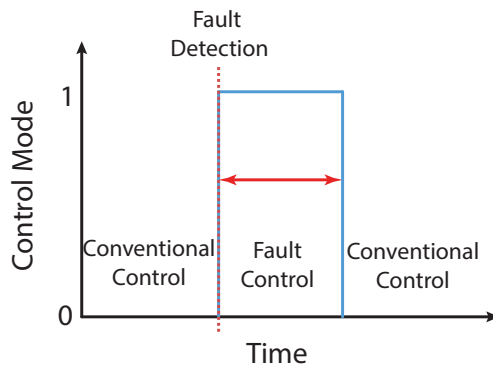 Fault
Detection
1
Control Mode
Conventional
Control
Fault
Control
Conventional
Control
0
Time